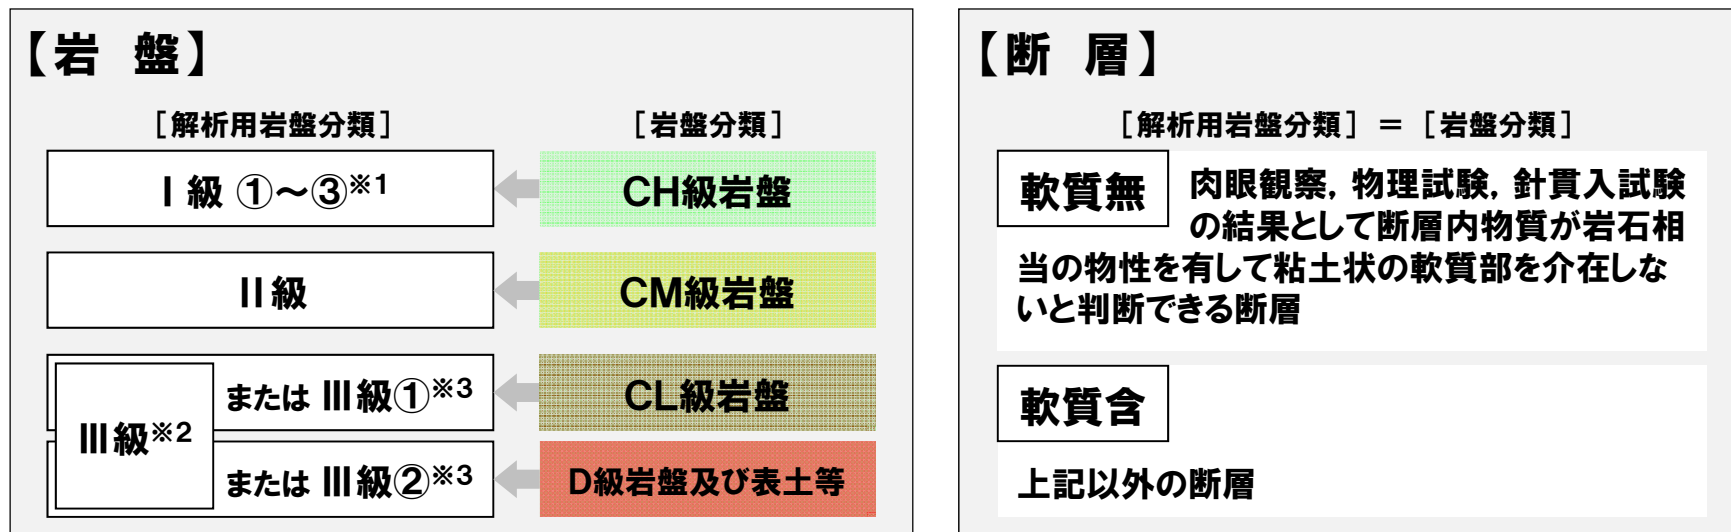 【岩 盤】
[解析用岩盤分類] [岩盤分類]
Ⅰ級 ①～③※1 CH級岩盤
Ⅱ級 CM級岩盤
または Ⅲ級①※3 CL級岩盤
Ⅲ級※2
または Ⅲ級②※3 D級岩盤及び表土等
【断 層】
[解析用岩盤分類] ＝ [岩盤分類]
軟質無
肉眼観察，物理試験，針貫入試験
の結果として断層内物質が岩石相
当の物性を有して粘土状の軟質部を介在しな
いと判断できる断層
軟質含
上記以外の断層